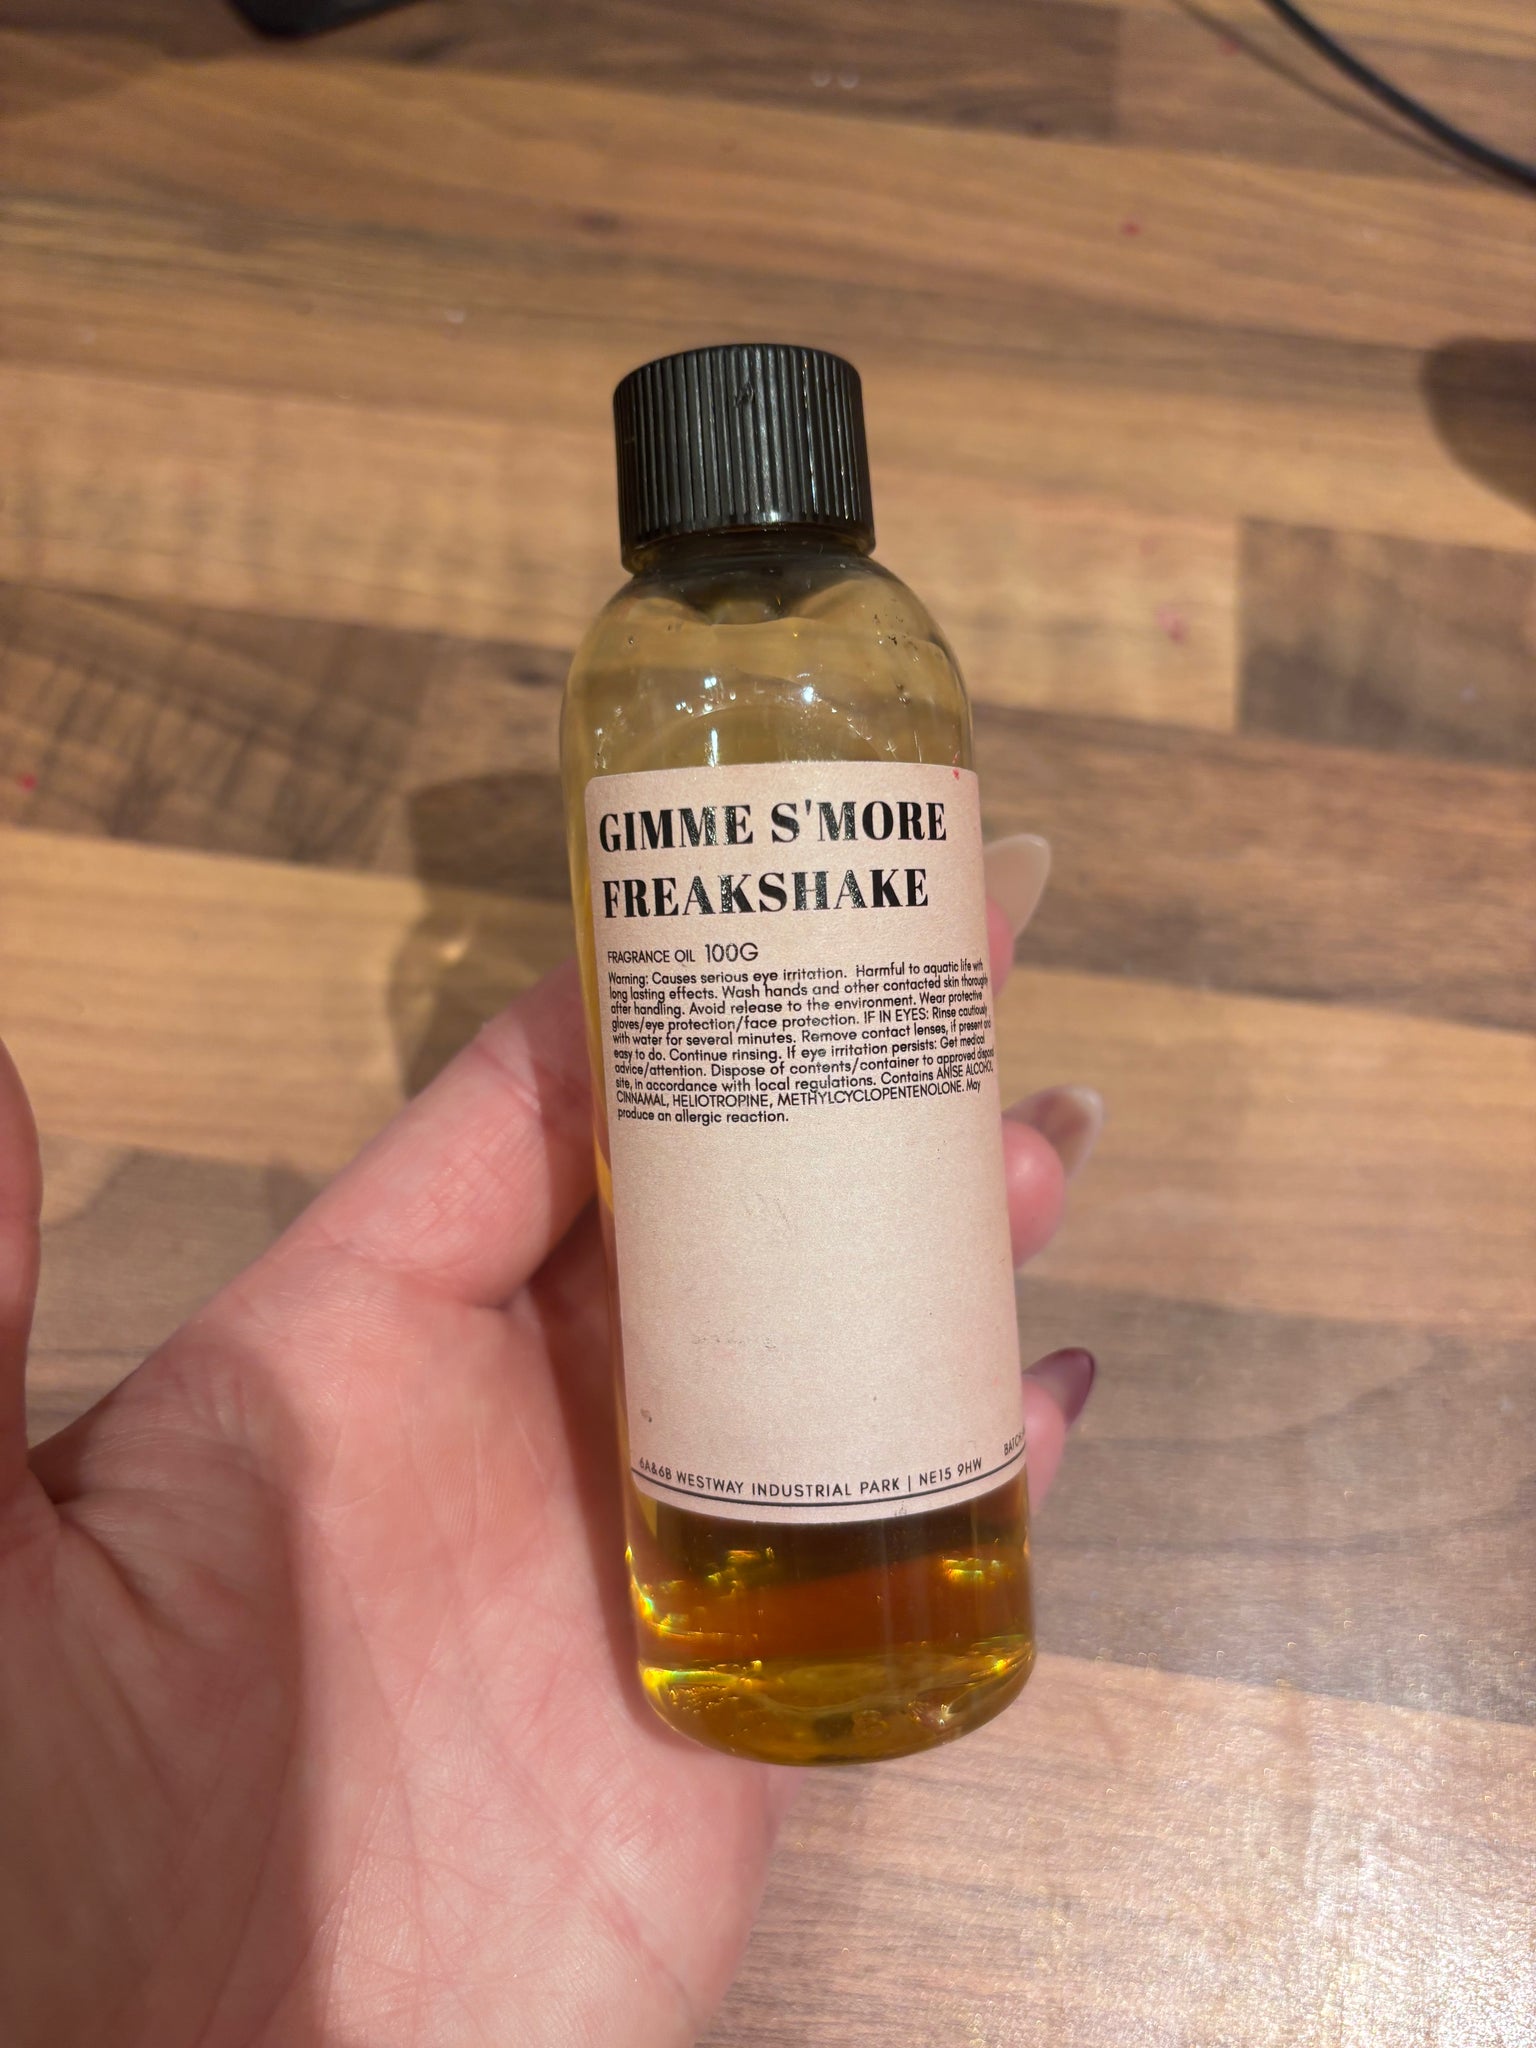 GIMME S'MORE
FREAKSHAKE
FRAGRANCE OIL 100G
Warning: Causes serious eye irritation. Harmful to aquatic life with
long lasting effects. Wash hands and other contacted skin thoroughly
after handling. Avoid release to the environment. Wear protective
gloves/eye protection/face protection. IF IN EYES: Rinse cautiously
with water for several minutes. Remove contact lenses, if present and
easy to do. Continue rinsing. If eye irritation persists: Get medical
advice/attention. Dispose of contents/container to approved disposal
site, in accordance with local regulations. Contains ANISE ALCOHOL,
CINNAMAL, HELIOTROPINE, METHYLCYCLOPENTENOLONE. May
produce an allergic reaction.
6A&6B WESTWAY INDUSTRIAL PARK | NE15 9HW
BATCH